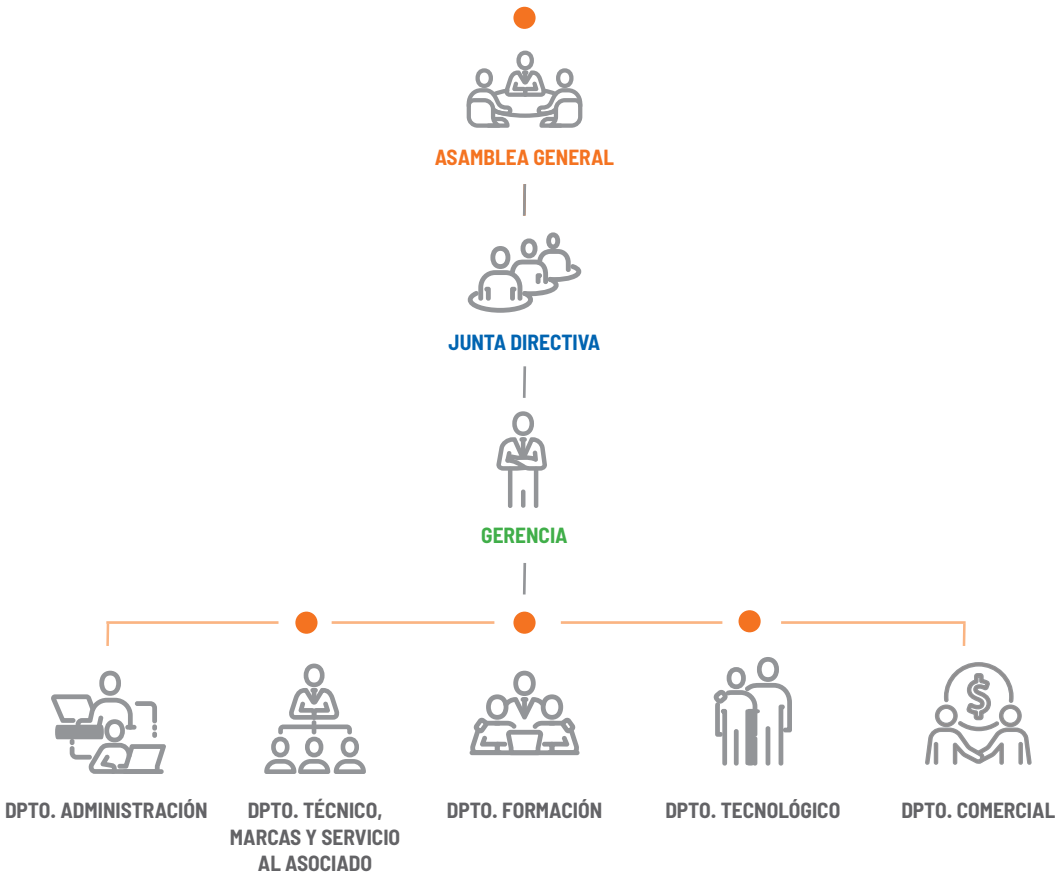 ASAMBLEA GENERAL
JUNTA DIRECTIVA
GERENCIA
$
DPTO. ADMINISTRACIÓN
DPTO. TÉCNICO,
MARCAS Y SERVICIO
AL ASOCIADO
DPTO. FORMACIÓN
DPTO. TECNOLÓGICO
DPTO. COMERCIAL